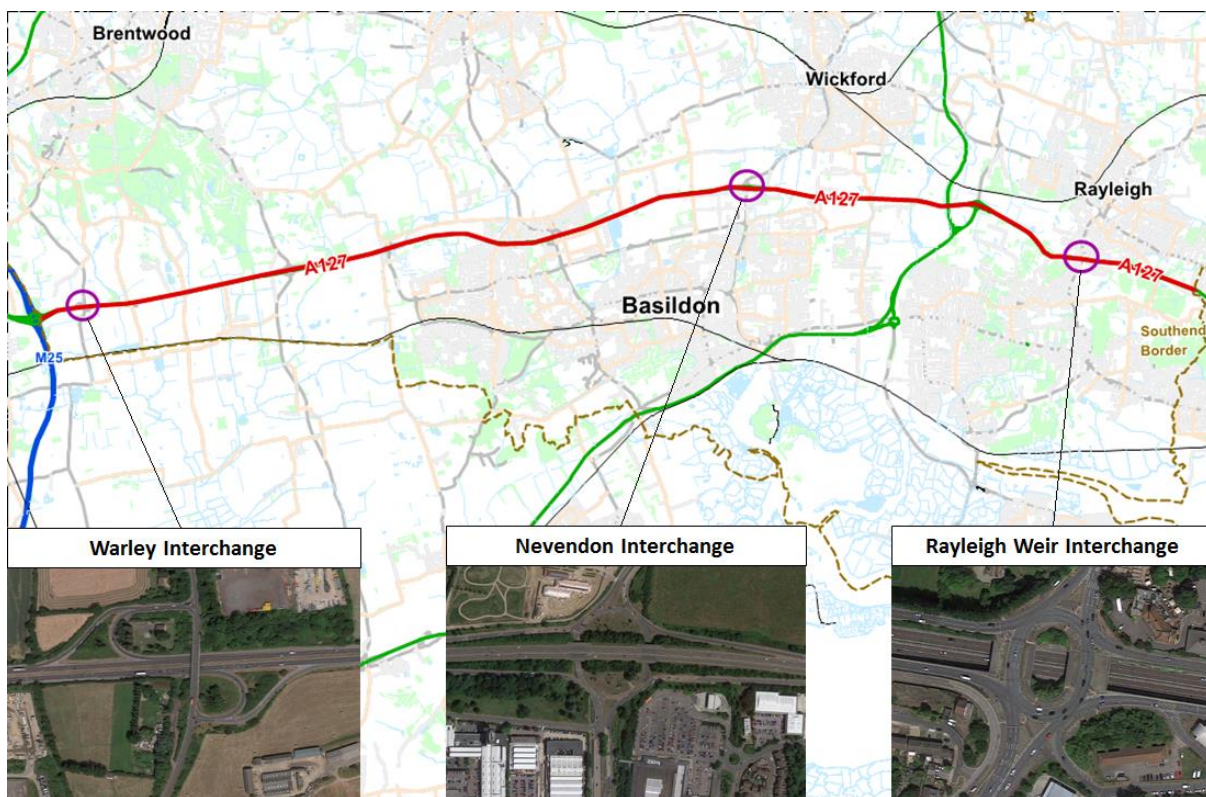 Brentwood
Wickford
Rayleigh
A127
A127
A127
Basildon
Southend
Border
M25
Warley Interchange
Nevendon Interchange
Rayleigh Weir Interchange